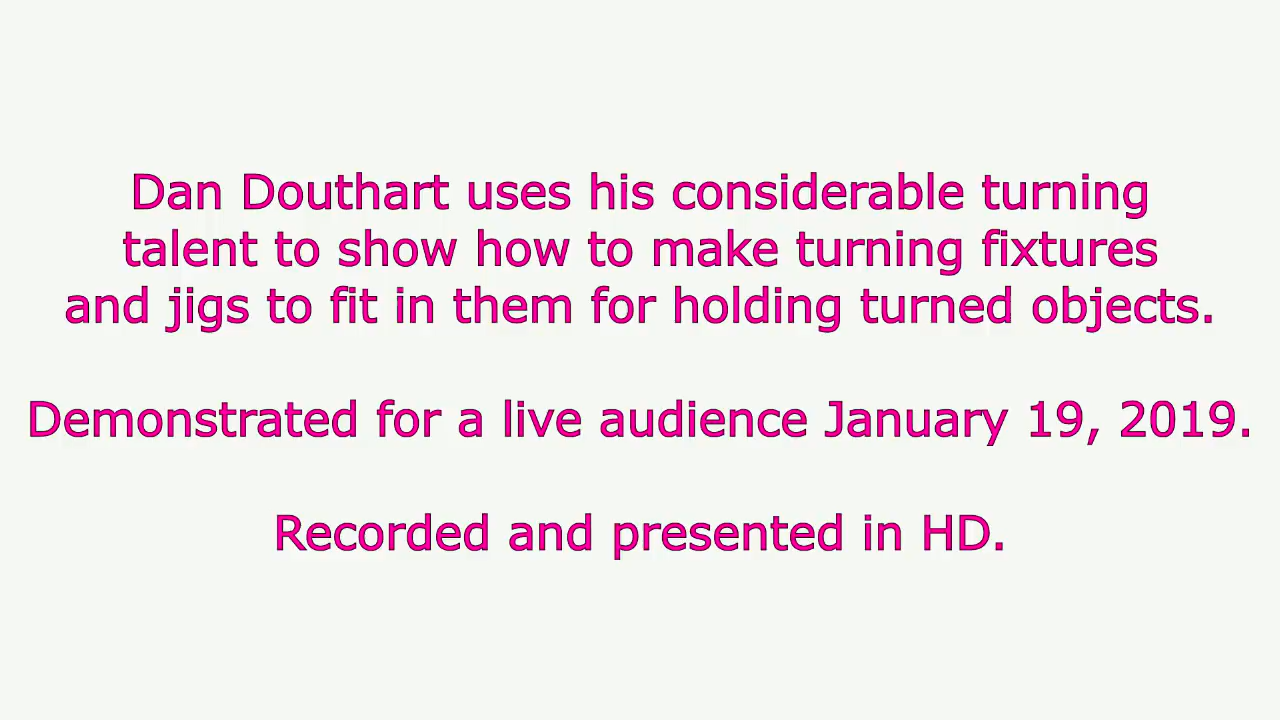 Dan Douthart uses his considerable turning
talent to show how to make turning fixtures
and jigs to fit in them for holding turned objects.
Demonstrated for a live audience January 19, 2019.
Recorded and presented in HD.